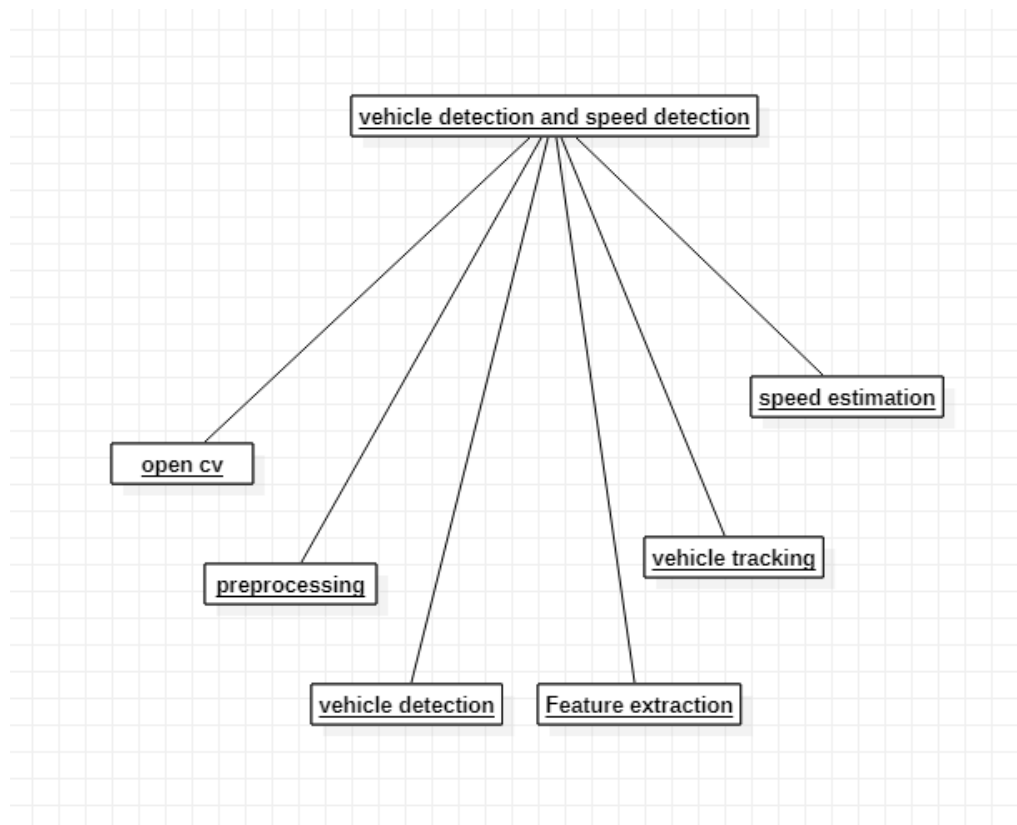 vehicle detection and speed detection
speed estimation
open cv
vehicle tracking
preprocessing
vehicle detection
Feature extraction